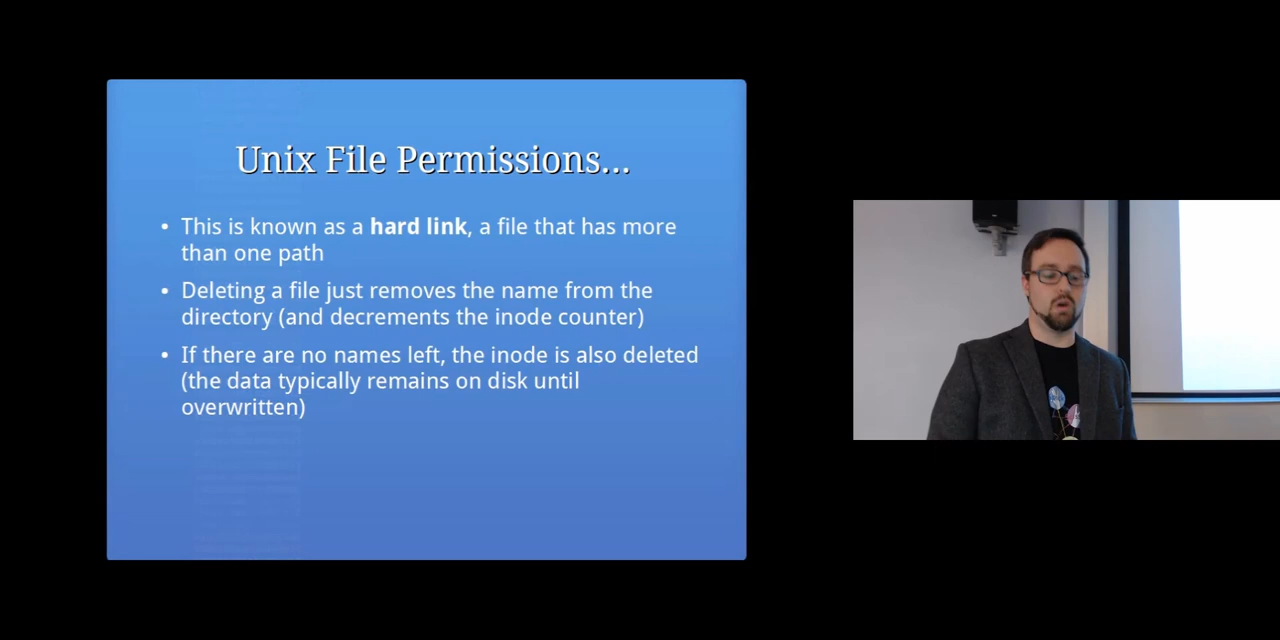 Unix File Permissions...
• This is known as a hard link, a file that has more
than one path
• Deleting a file just removes the name from the
directory (and decrements the inode counter)
• If there are no names left, the inode is also deleted
(the data typically remains on disk until
overwritten)